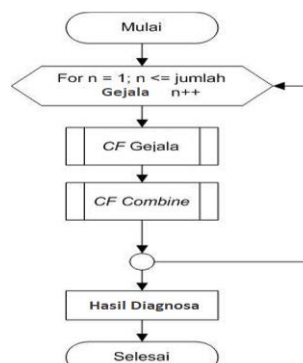 Mulai
For n = 1; n <= jumlah
Gejala n++
CF Gejala
CF Combine
Hasil Diagnosa
Selesai